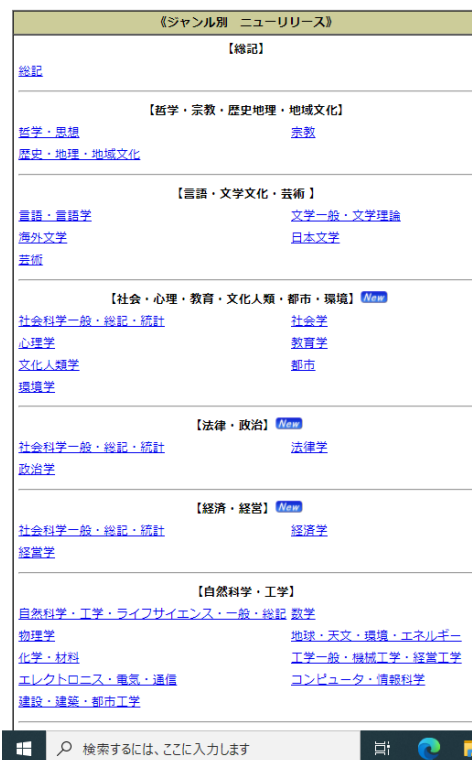 《ジャンル別　ニューリリース》
【総記】
総記
【哲学・宗教・歴史地理・地域文化】
哲学・思想 宗教
歴史・地理・地域文化
【言語・文学文化・芸術 】
言語・言語学 文学一般・文学理論
海外文学 日本文学
芸術
【社会・心理・教育・文化人類・都市・環境】 New
社会科学一般・総記・統計 社会学
心理学 教育学
文化人類学 都市
環境学
【法律・政治】 New
社会科学一般・総記・統計 法律学
政治学
【経済・経営】 New
社会科学一般・総記・統計 経済学
経営学
【自然科学・工学】
自然科学・工学・ライフサイエンス・一般・総記 数学
物理学 地球・天文・環境・エネルギー
化学・材料 工学一般・機械工学・経営工学
エレクトロニクス・電気・通信 コンピュータ・情報科学
建設・建築・都市工学
検索するには、ここに入力します